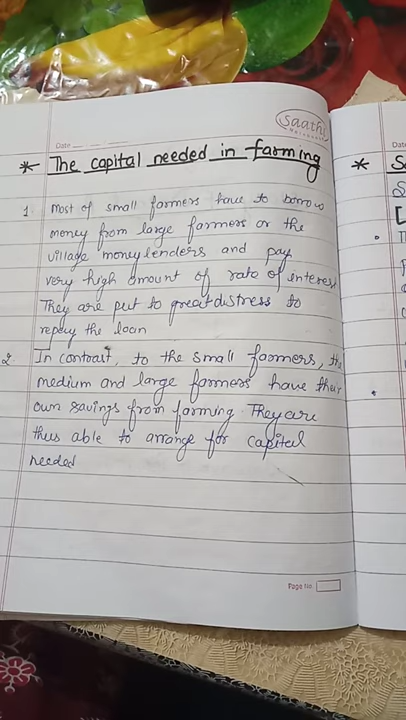 Saathi
Date
* The capital needed in farming
1 Most of small farmers have to borrow
money from large farmers or the
village moneylenders and pay
very high amount of rate of interest
They are put to great distress to
repay the loan
2 In contrast, to the small farmers, the
medium and large farmers have their
own savings from farming. They are
thus able to arrange for capital
needed
Page No.
* S
Date